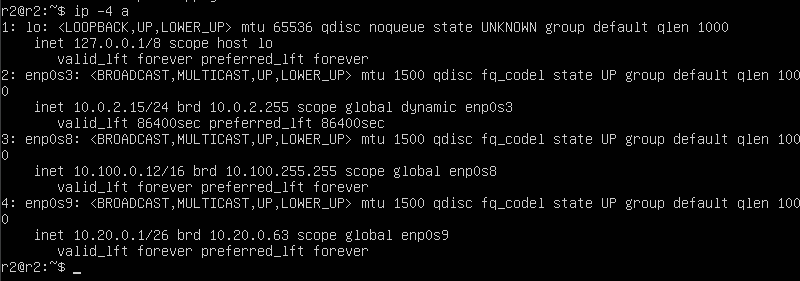 r2@r2:~$ ip -4 a
1: lo: <LOOPBACK,UP,LOWER_UP> mtu 65536 qdisc noqueue state UNKNOWN group default qlen 1000
    inet 127.0.0.1/8 scope host lo
       valid_lft forever preferred_lft forever
2: enp0s3: <BROADCAST,MULTICAST,UP,LOWER_UP> mtu 1500 qdisc fq_codel state UP group default qlen 100
0
    inet 10.0.2.15/24 brd 10.0.2.255 scope global dynamic enp0s3
       valid_lft 86400sec preferred_lft 86400sec
3: enp0s8: <BROADCAST,MULTICAST,UP,LOWER_UP> mtu 1500 qdisc fq_codel state UP group default qlen 100
0
    inet 10.100.0.12/16 brd 10.100.255.255 scope global enp0s8
       valid_lft forever preferred_lft forever
4: enp0s9: <BROADCAST,MULTICAST,UP,LOWER_UP> mtu 1500 qdisc fq_codel state UP group default qlen 100
0
    inet 10.20.0.1/26 brd 10.20.0.63 scope global enp0s9
       valid_lft forever preferred_lft forever
r2@r2:~$ _